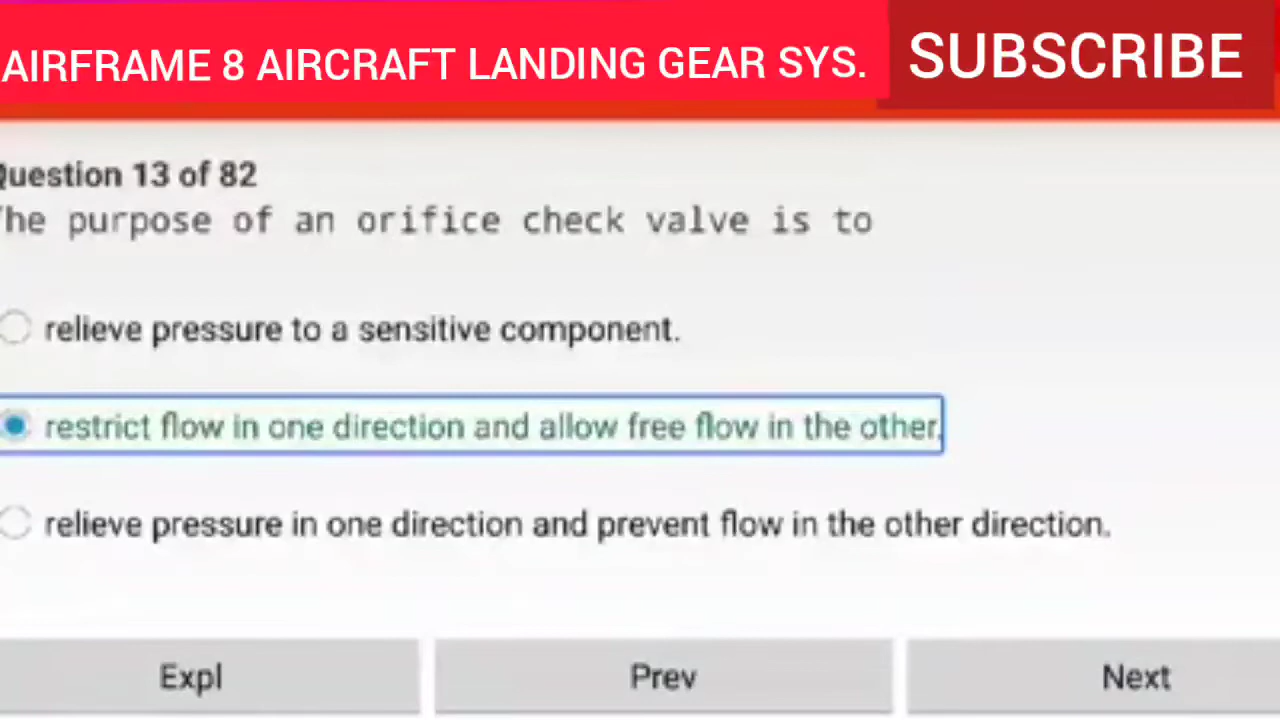 AIRFRAME 8 AIRCRAFT LANDING GEAR SYS.
SUBSCRIBE
Question 13 of 82
The purpose of an orifice check valve is to
relieve pressure to a sensitive component.
restrict flow in one direction and allow free flow in the other.
relieve pressure in one direction and prevent flow in the other direction.
Expl
Prev
Next